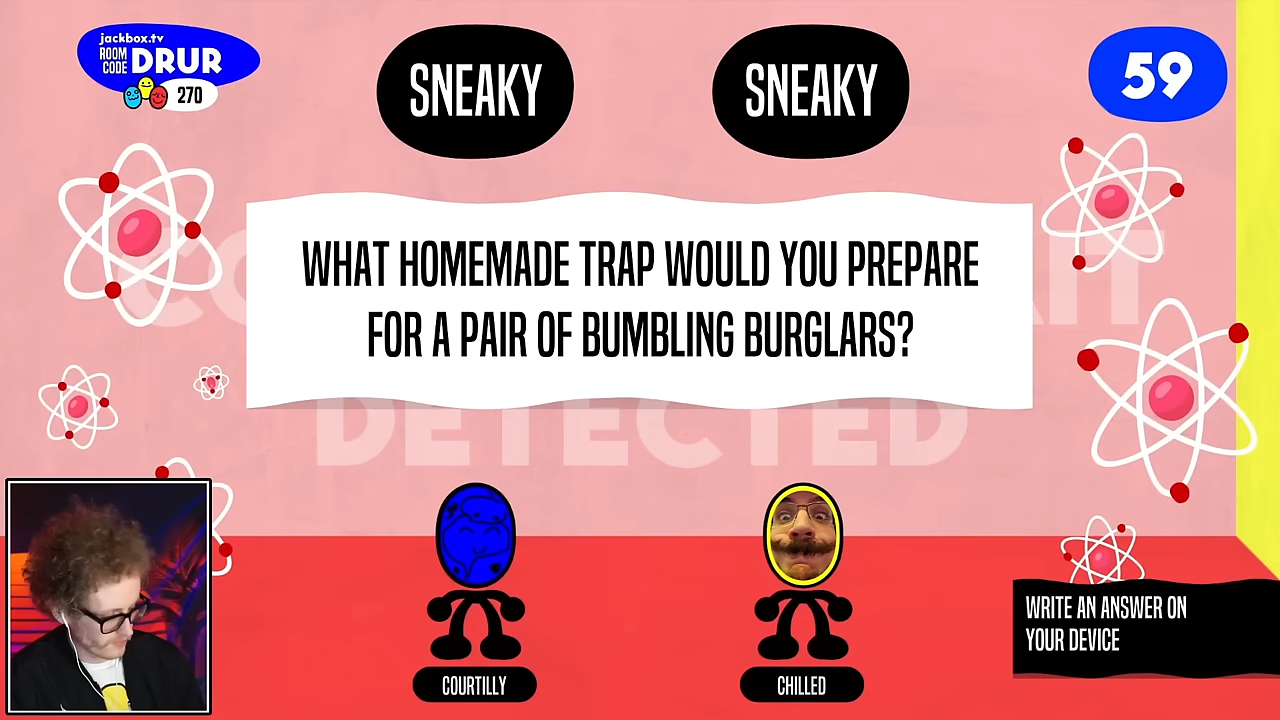 jackbox.tv
ROOM CODE DRUR
270
SNEAKY
SNEAKY
59
WHAT HOMEMADE TRAP WOULD YOU PREPARE
FOR A PAIR OF BUMBLING BURGLARS?
DETECTED
WRITE AN ANSWER ON
YOUR DEVICE
COURTILLY
CHILLED